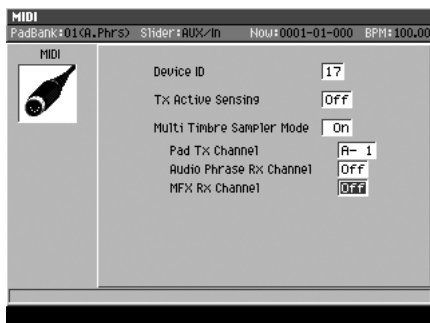 MIDI
PadBank:01(A.Phrs) Slider:AUX/In Now:0001-01-000 BPM:100.00
MIDI
Device ID 17
Tx Active Sensing Off
Multi Timbre Sampler Mode On
Pad Tx Channel A- 1
Audio Phrase Rx Channel Off
MFX Rx Channel Off